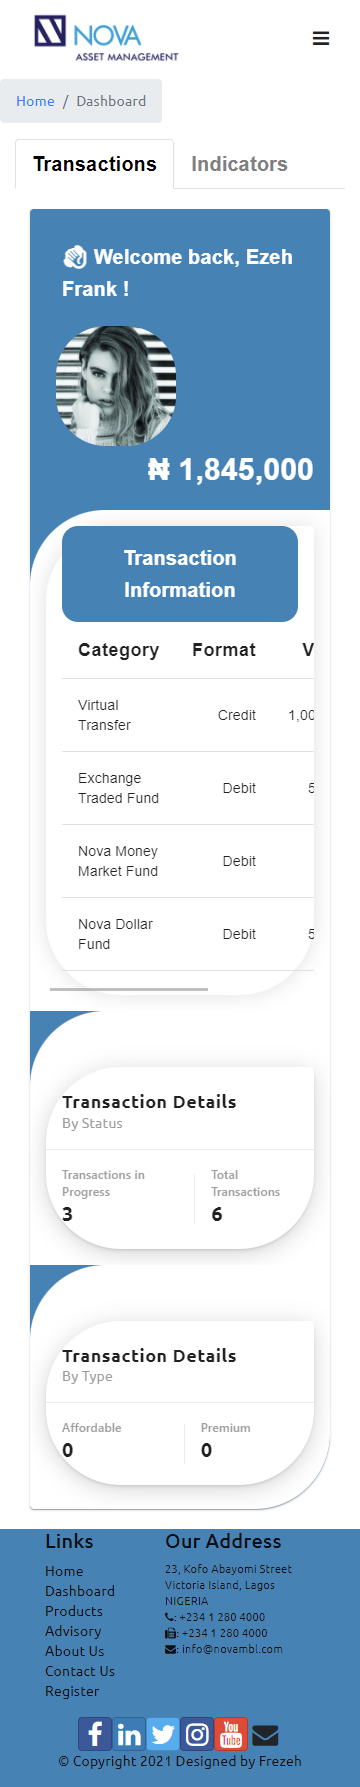 NOVA
ASSET MANAGEMENT
Home / Dashboard
Transactions Indicators
Welcome back, Ezeh
Frank !
₦ 1,845,000
Transaction
Information
Category Format V
Virtual
Transfer
Credit 1,00
Exchange
Traded Fund
Debit 5
Nova Money
Market Fund
Debit
Nova Dollar
Fund
Debit 5
Transaction Details
By Status
Transactions in
Progress
3
Total
Transactions
6
Transaction Details
By Type
Affordable
0
Premium
0
Links
Home
Dashboard
Products
Advisory
About Us
Contact Us
Register
Our Address
23, Kofo Abayomi Street
Victoria Island, Lagos
NIGERIA
: +234 1 280 4000
: +234 1 280 4000
: info@novambl.com
You
Tube
© Copyright 2021 Designed by Frezeh